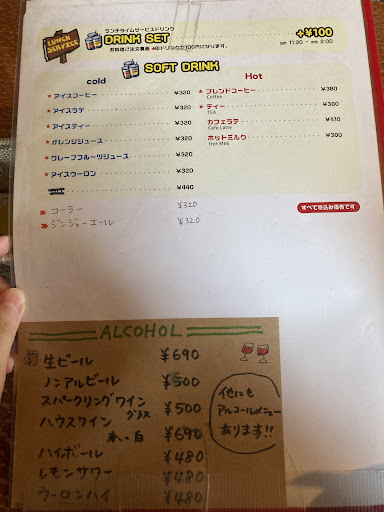 LUNCH SERVICE
ランチタイムサービスドリンク
DRINK SET +¥100
お料理ご注文 ドリンクが100円になります。 AM 11:30 ~ PM 2:00
SOFT DRINK
cold
★アイスコーヒー ¥320
★アイスラテ ¥320
★アイスティー ¥320
★オレンジジュース ¥320
★グレープフルーツジュース ¥320
★アイスウーロン ¥320
¥440
★コーラー ¥320
★ジンジャーエール ¥320
Hot
★ブレンドコーヒー ¥380
Coffee
★ティー ¥380
TEA
カフェラテ ¥410
Cafe Latte
ホットミルク ¥380
Hot Milk
すべて税込み価格です
ALCOHOL
生ビール ¥690
ノンアルビール ¥500
スパークリングワイン
グラス ¥500
ハウスワイン
赤・白 ¥690
ハイボール ¥480
レモンサワー ¥480
ウーロンハイ ¥480
他にも
アルコールメニュー
あります!!